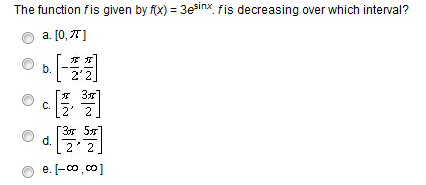 The function f is given by f(x) = 3e^sinx. f is decreasing over which interval?
a. [0, π]
b. [-π/2, π/2]
c. [π/2, 3π/2]
d. [3π/2, 5π/2]
e. [-∞, ∞]